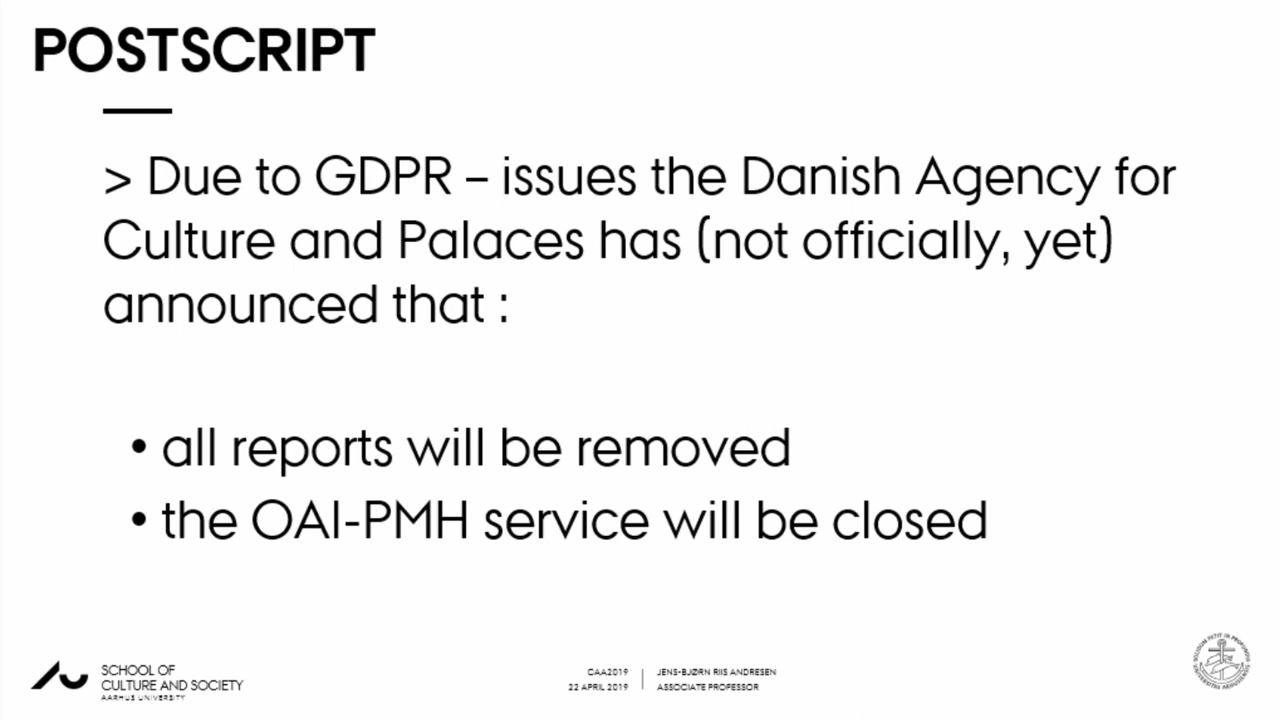 POSTSCRIPT
> Due to GDPR – issues the Danish Agency for
Culture and Palaces has (not officially, yet)
announced that :
• all reports will be removed
• the OAI-PMH service will be closed
SCHOOL OF
CULTURE AND SOCIETY
AARHUS UNIVERSITY
CAA2019
22 APRIL 2019
JENS-BJØRN RIIS ANDRESEN
ASSOCIATE PROFESSOR